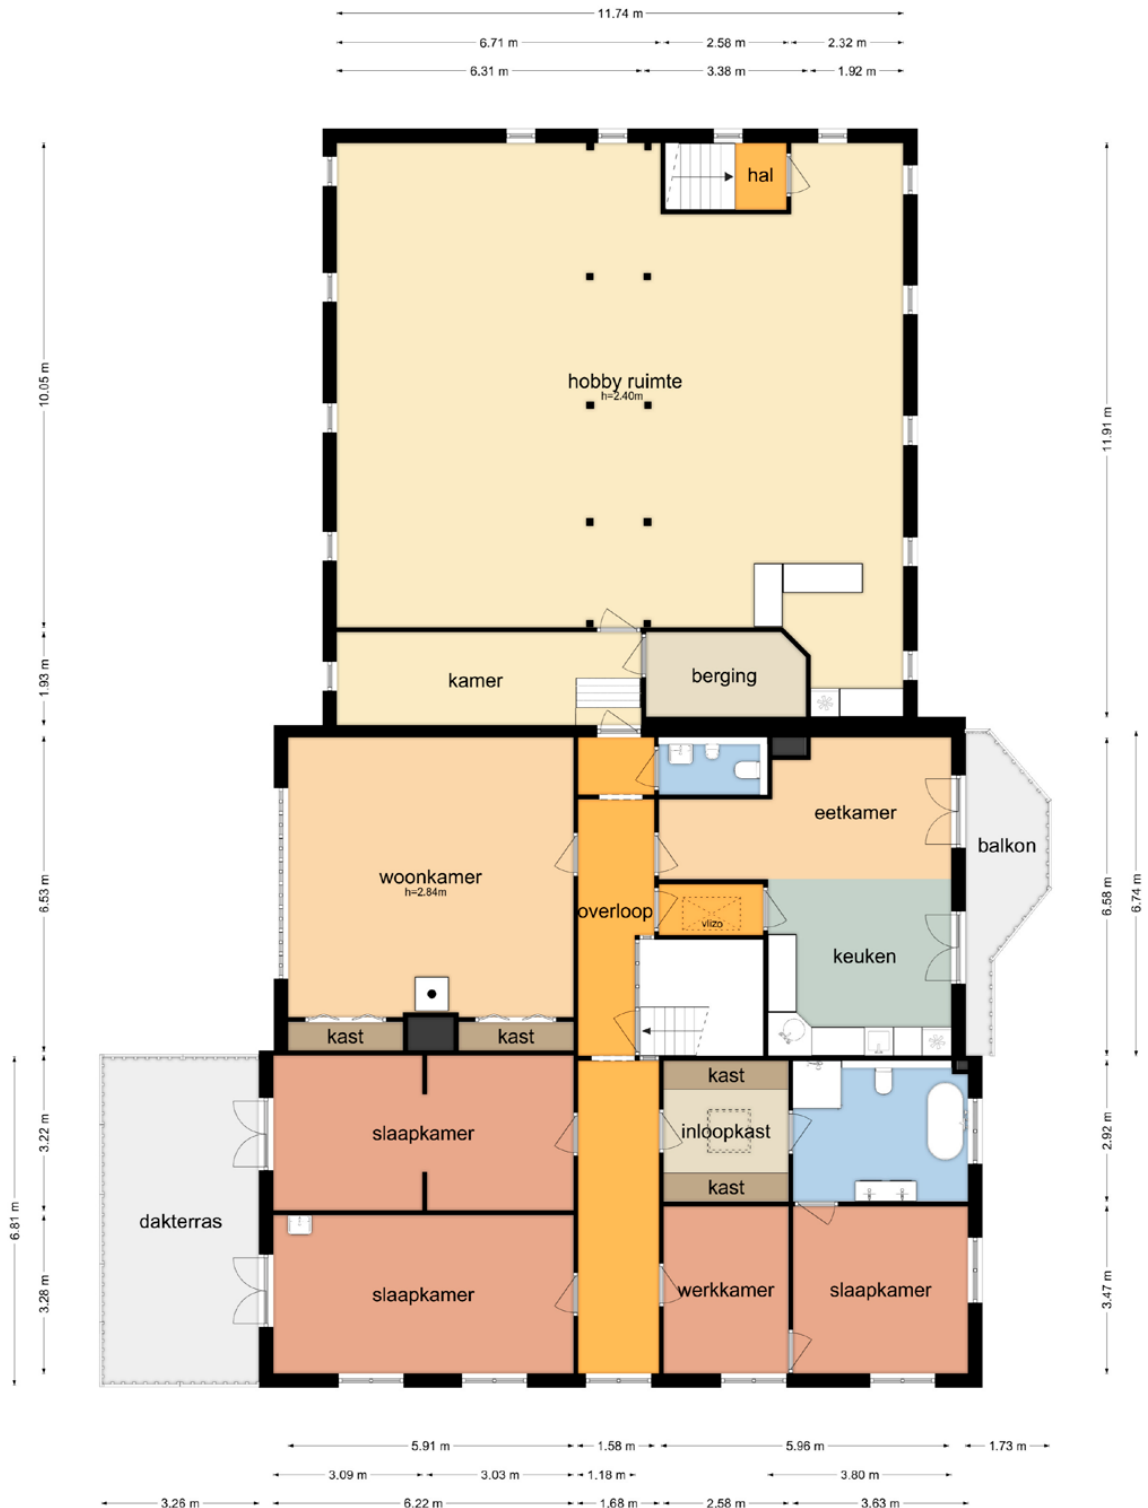 11.74 m
6.71 m 2.58 m 2.32 m
6.31 m 3.38 m 1.92 m
hal
10.05 m
11.91 m
hobby ruimte
h=2.40m
1.93 m
kamer
berging
eetkamer
balkon
woonkamer
h=2.84m
6.53 m
6.58 m
6.74 m
overloop
vlizo
keuken
kast
kast
kast
slaapkamer
inloopkast
3.22 m
2.92 m
kast
6.81 m
dakterras
slaapkamer
werkkamer
slaapkamer
3.28 m
3.47 m
5.91 m 1.58 m 5.96 m 1.73 m
3.09 m 3.03 m 1.18 m 3.80 m
3.26 m 6.22 m 1.68 m 2.58 m 3.63 m